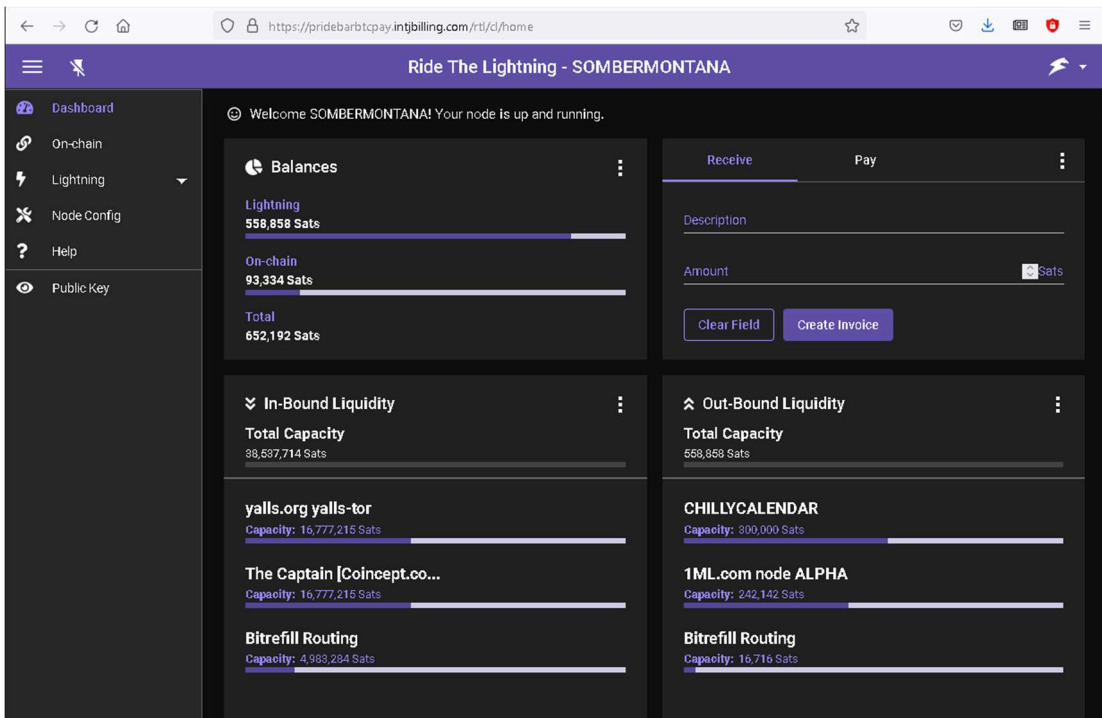 https://pridebarbtcpay.intjbilling.com/rtl/cl/home
Ride The Lightning - SOMBERMONTANA
Dashboard
On-chain
Lightning
Node Config
Help
Public Key
Welcome SOMBERMONTANA! Your node is up and running.
Balances
Lightning
558,858 Sats
On-chain
93,334 Sats
Total
652,192 Sats
Receive
Pay
Description
Amount
Sats
Clear Field
Create Invoice
In-Bound Liquidity
Total Capacity
38,537,714 Sats
yalls.org yalls-tor
Capacity: 16,777,215 Sats
The Captain [Coincept.co...
Capacity: 16,777,215 Sats
Bitrefill Routing
Capacity: 4,983,284 Sats
Out-Bound Liquidity
Total Capacity
558,858 Sats
CHILLYCALENDAR
Capacity: 300,000 Sats
1ML.com node ALPHA
Capacity: 242,142 Sats
Bitrefill Routing
Capacity: 16,716 Sats